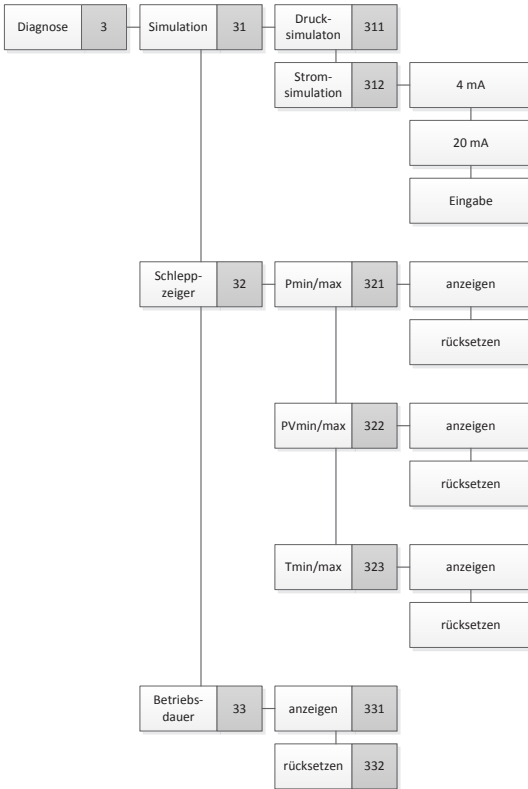 Diagnose 3 Simulation 31 Druck-
simulaton 311
Strom-
simulation 312 4 mA
20 mA
Eingabe
Schlepp-
zeiger 32 Pmin/max 321 anzeigen
rücksetzen
PVmin/max 322 anzeigen
rücksetzen
Tmin/max 323 anzeigen
rücksetzen
Betriebs-
dauer 33 anzeigen 331
rücksetzen 332